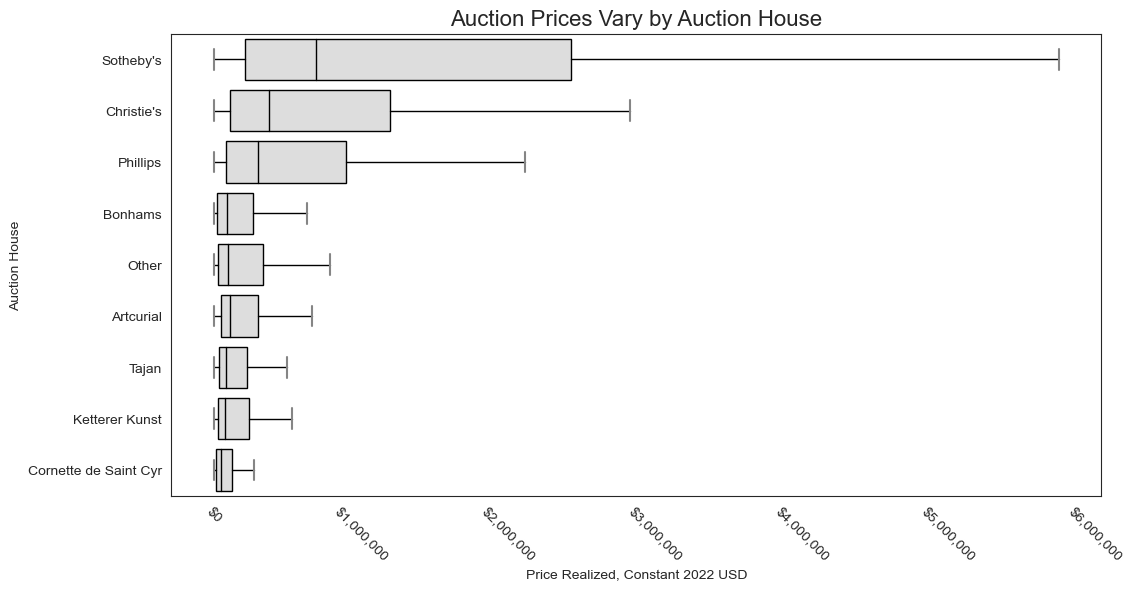 Auction Prices Vary by Auction House
Sotheby's
Christie's
Phillips
Bonhams
Other
Artcurial
Tajan
Ketterer Kunst
Cornette de Saint Cyr
Auction House
$0
$1,000,000
$2,000,000
$3,000,000
$4,000,000
$5,000,000
$6,000,000
Price Realized, Constant 2022 USD